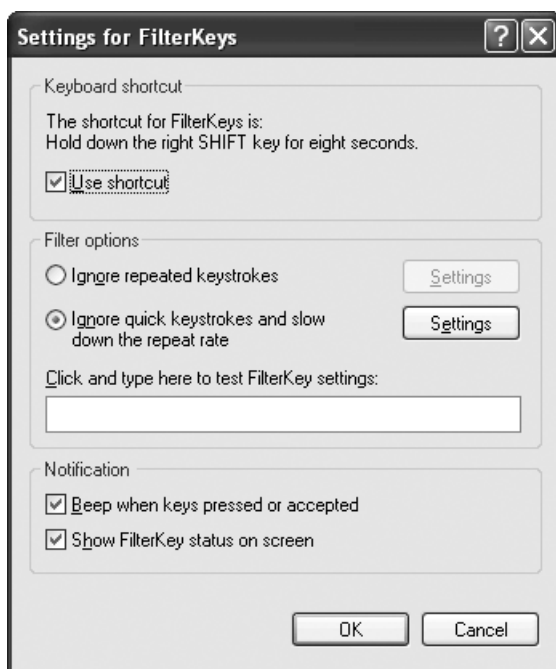 Settings for FilterKeys
Keyboard shortcut
The shortcut for FilterKeys is:
Hold down the right SHIFT key for eight seconds.
Use shortcut
Filter options
Ignore repeated keystrokes
Settings
Ignore quick keystrokes and slow
down the repeat rate
Settings
Click and type here to test FilterKey settings:
Notification
Beep when keys pressed or accepted
Show FilterKey status on screen
OK
Cancel